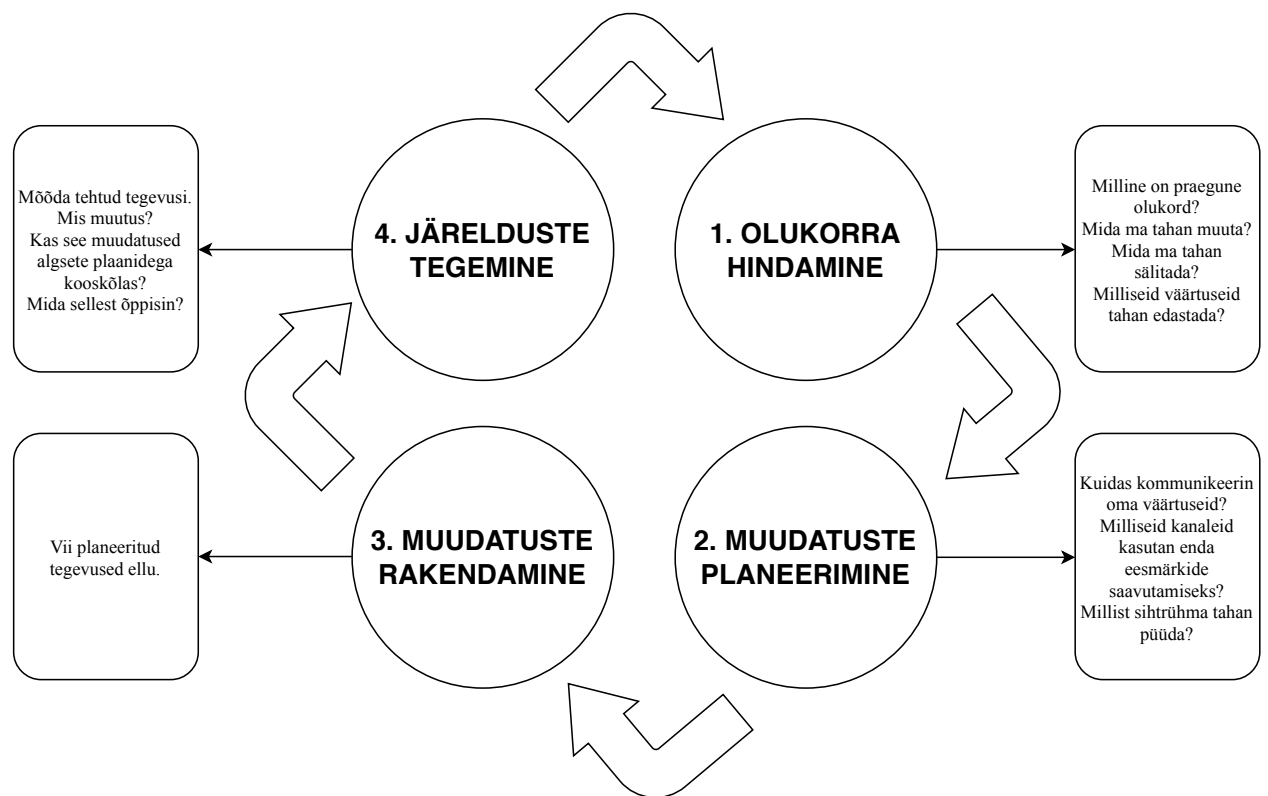 4. JÄRELDUSTE
TEGEMINE
1. OLUKORRA
HINDAMINE
Mõõda tehtud tegevusi.
Mis muutus?
Kas see muudatused
algsete plaanidega
kooskõlas?
Mida sellest õppisin?
Milline on praegune
olukord?
Mida ma tahan muuta?
Mida ma tahan
sälitada?
Milliseid väärtuseid
tahan edastada?
3. MUUDATUSTE
RAKENDAMINE
2. MUUDATUSTE
PLANEERIMINE
Vii planeeritud
tegevused ellu.
Kuidas kommunikeerin
oma väärtuseid?
Milliseid kanaleid
kasutan enda
eesmärkide
saavutamiseks?
Millist sihtrühma tahan
püüda?